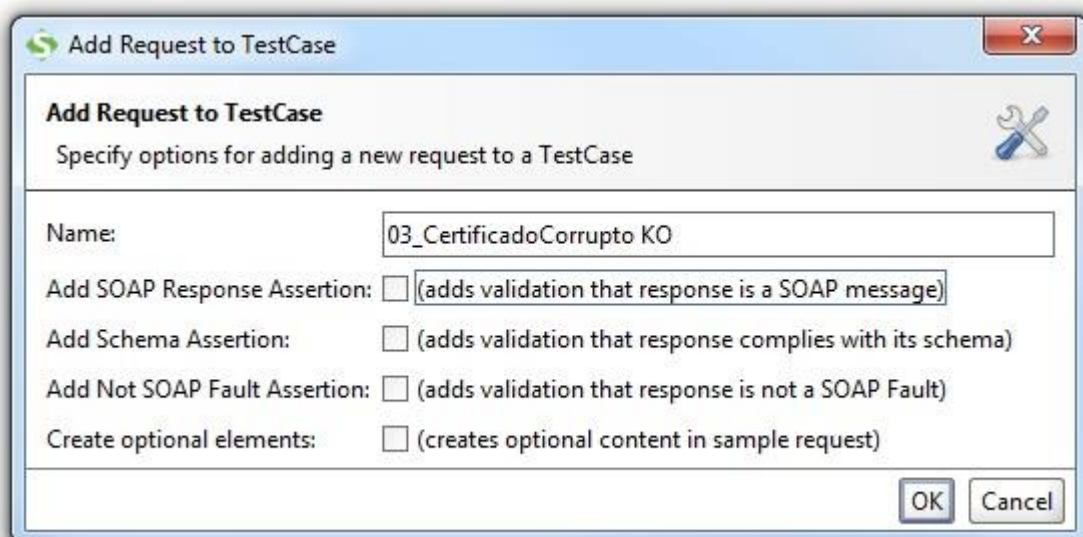 Add Request to TestCase
Add Request to TestCase
Specify options for adding a new request to a TestCase
Name: 03_CertificadoCorrupto KO
Add SOAP Response Assertion: (adds validation that response is a SOAP message)
Add Schema Assertion: (adds validation that response complies with its schema)
Add Not SOAP Fault Assertion: (adds validation that response is not a SOAP Fault)
Create optional elements: (creates optional content in sample request)
OK Cancel